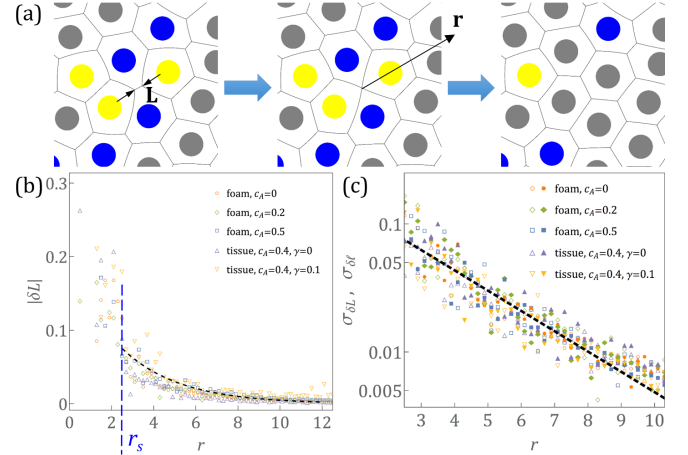 (a)
L
r
(b)
0.3
0.2
0.1
0
|δL|
foam, c_A=0
foam, c_A=0.2
foam, c_A=0.5
tissue, c_A=0.4, γ=0
tissue, c_A=0.4, γ=0.1
0 2 4 6 8 10 12
r_s
r
(c)
0.1
0.05
0.01
0.005
σ_δL , σ_δℓ
foam, c_A=0
foam, c_A=0.2
foam, c_A=0.5
tissue, c_A=0.4, γ=0
tissue, c_A=0.4, γ=0.1
3 4 5 6 7 8 9 10
r